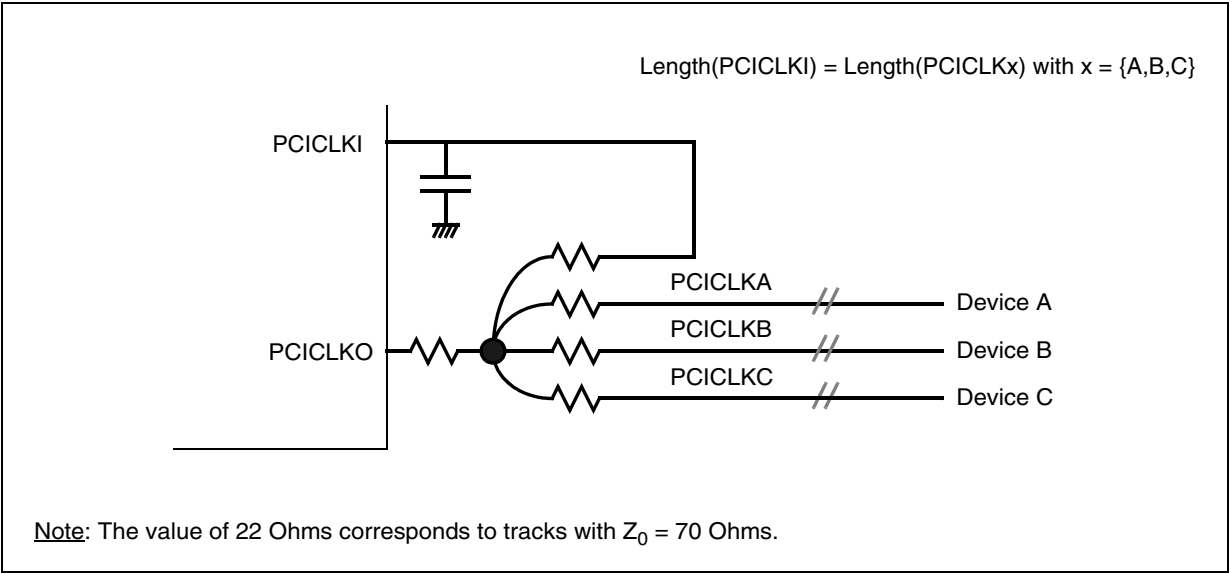 Length(PCICLKI) = Length(PCICLKx) with x = {A,B,C}
PCICLKI
PCICLKA
Device A
PCICLKB
PCICLKO
Device B
PCICLKC
Device C
Note: The value of 22 Ohms corresponds to tracks with Z0 = 70 Ohms.